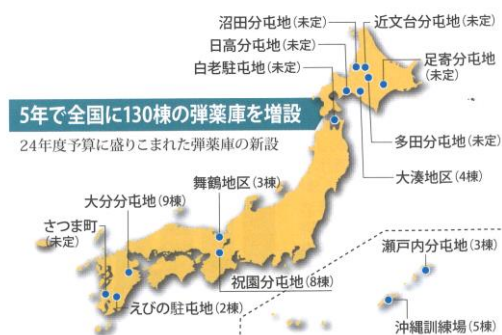 沼田分屯地(未定)
近文台分屯地(未定)
日高分屯地(未定)
白老駐屯地(未定)
足寄分屯地
(未定)
5年で全国に130棟の弾薬庫を増設
24年度予算に盛りこまれた弾薬庫の新設
多田分屯地(未定)
大湊地区(4棟)
舞鶴地区(3棟)
大分分屯地(9棟)
さつま町
(未定)
祝園分屯地(8棟)
えびの駐屯地(2棟)
瀬戸内分屯地(3棟)
沖縄訓練場(5棟)